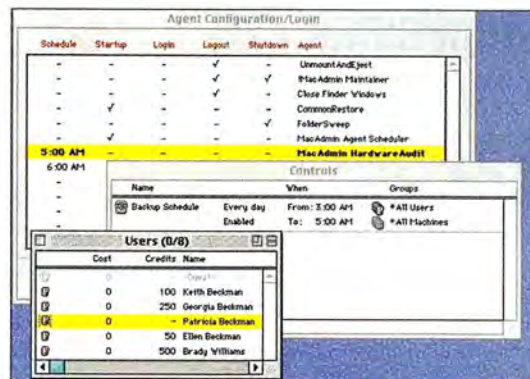 Agent Configuration/Login
Schedule Startup Login Logout Shutdown Agent
- - - √ - UnmountAndEject
- - - √ √ !MacAdmin Maintainer
- - - √ - Close Finder Windows
- √ - - - CommonRestore
- - - - √ FolderSweep
- √ - - - MacAdmin Agent Scheduler
5:00 AM - - - - MacAdmin HardwareAudit
6:00 AM
-
-
-
-
Controls
Name When Groups
Backup Schedule Every day From: 3:00 AM *All Users
Enabled To: 5:00 AM *All Machines
Users (0/8)
Cost Credits Name
0 -
0 100 Keith Beckman
0 250 Georgia Beckman
0 - Patricia Beckman
0 50 Ellen Beckman
0 500 Brady Williams